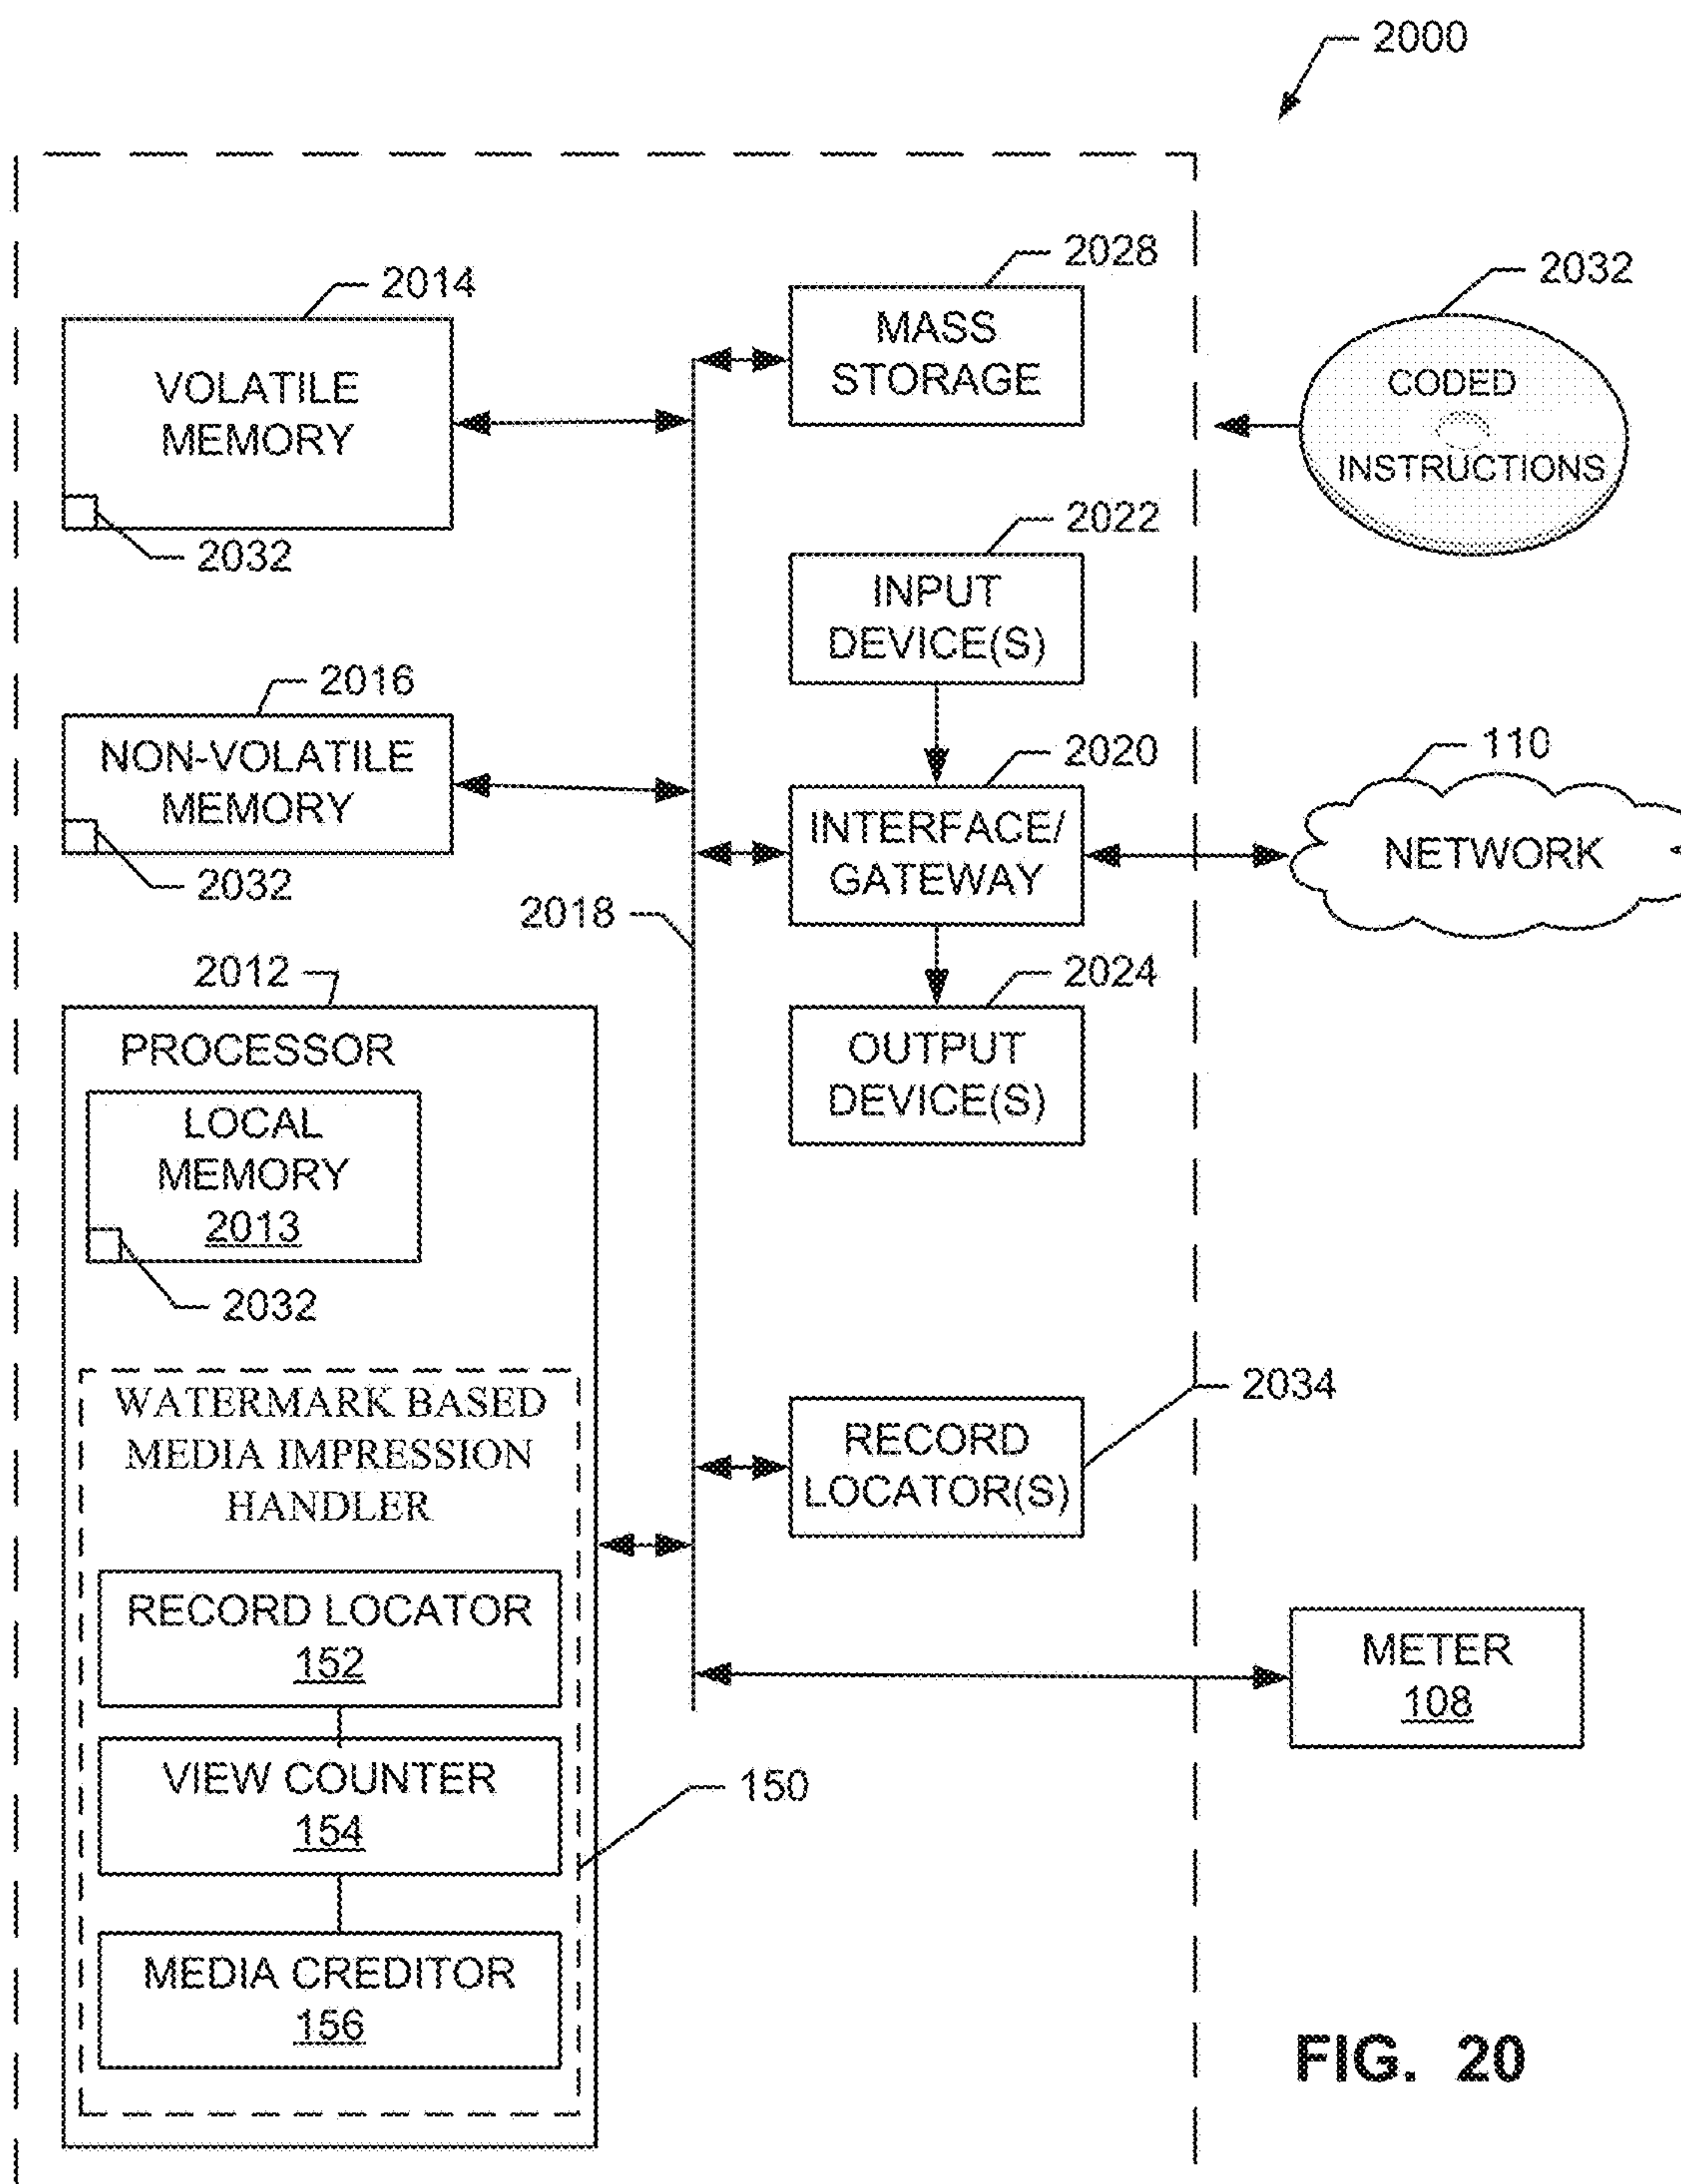 2000
2028
2014
2032
MASS
STORAGE
VOLATILE
MEMORY
CODED
INSTRUCTIONS
2032
2022
INPUT
DEVICE(S)
2016
NON-VOLATILE
MEMORY
2032
2020
INTERFACE/
GATEWAY
110
NETWORK
2018
2012
2024
OUTPUT
DEVICE(S)
PROCESSOR
LOCAL
MEMORY
2013
2032
WATERMARK BASED
MEDIA IMPRESSION
HANDLER
2034
RECORD
LOCATOR(S)
RECORD LOCATOR
152
METER
108
VIEW COUNTER
154
150
MEDIA CREDITOR
156
FIG. 20